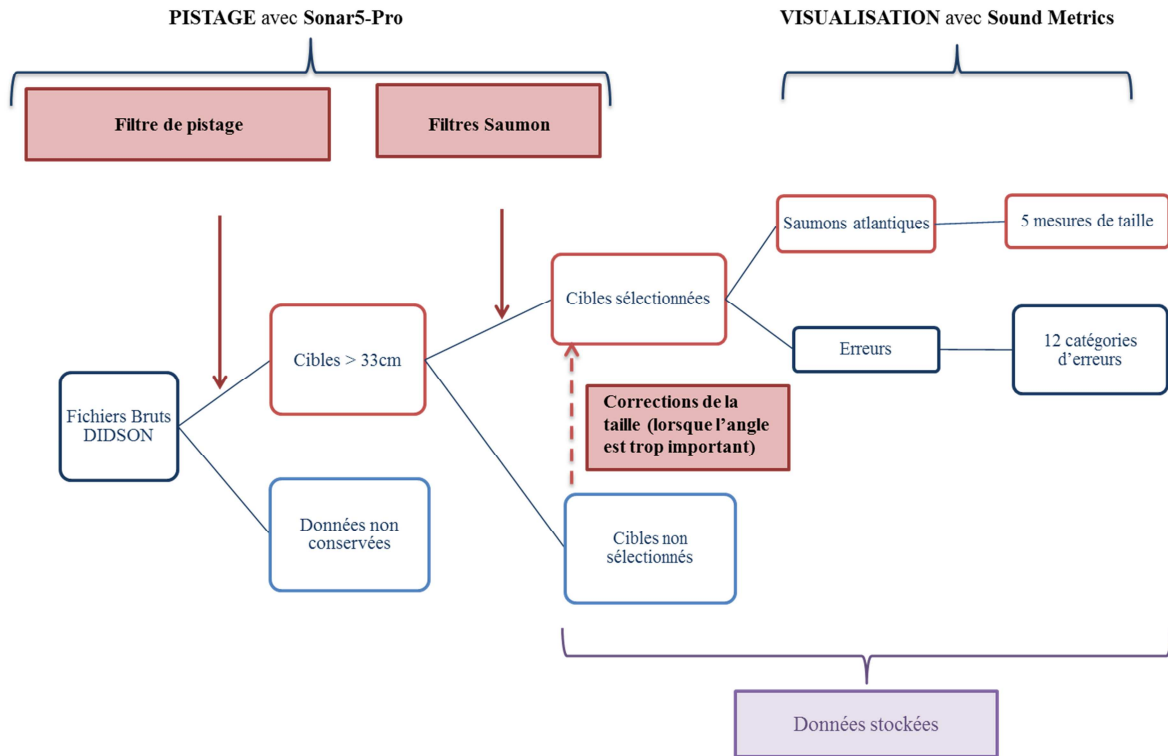 PISTAGE avec Sonar5-Pro
VISUALISATION avec Sound Metrics
Filtre de pistage
Filtres Saumon
Saumons atlantiques
5 mesures de taille
Cibles sélectionnées
Cibles > 33cm
Erreurs
12 catégories
d'erreurs
Fichiers Bruts
DIDSON
Corrections de la
taille (lorsque l'angle
est trop important)
Données non
conservées
Cibles non
sélectionnés
Données stockées